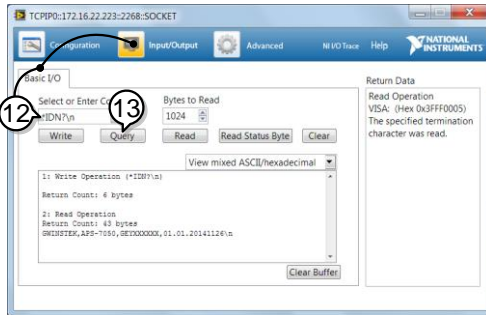 TCPIP0::172.16.22.223::2268::SOCKET
Configuration Input/Output Advanced NI I/O Trace Help NATIONAL INSTRUMENTS
Basic I/O
Return Data
Select or Enter Co
Bytes to Read
12
*IDN?\n
13
1024
Write Query Read Read Status Byte Clear
View mixed ASCII/hexadecimal
1: Write Operation (*IDN?\n)
Return Count: 6 bytes
2: Read Operation
Return Count: 43 bytes
GWINSTEK,APS-7050,GEYXXXXXX,01.01.20141126\n
Clear Buffer
Read Operation
VISA: (Hex 0x3FFF0005)
The specified termination
character was read.